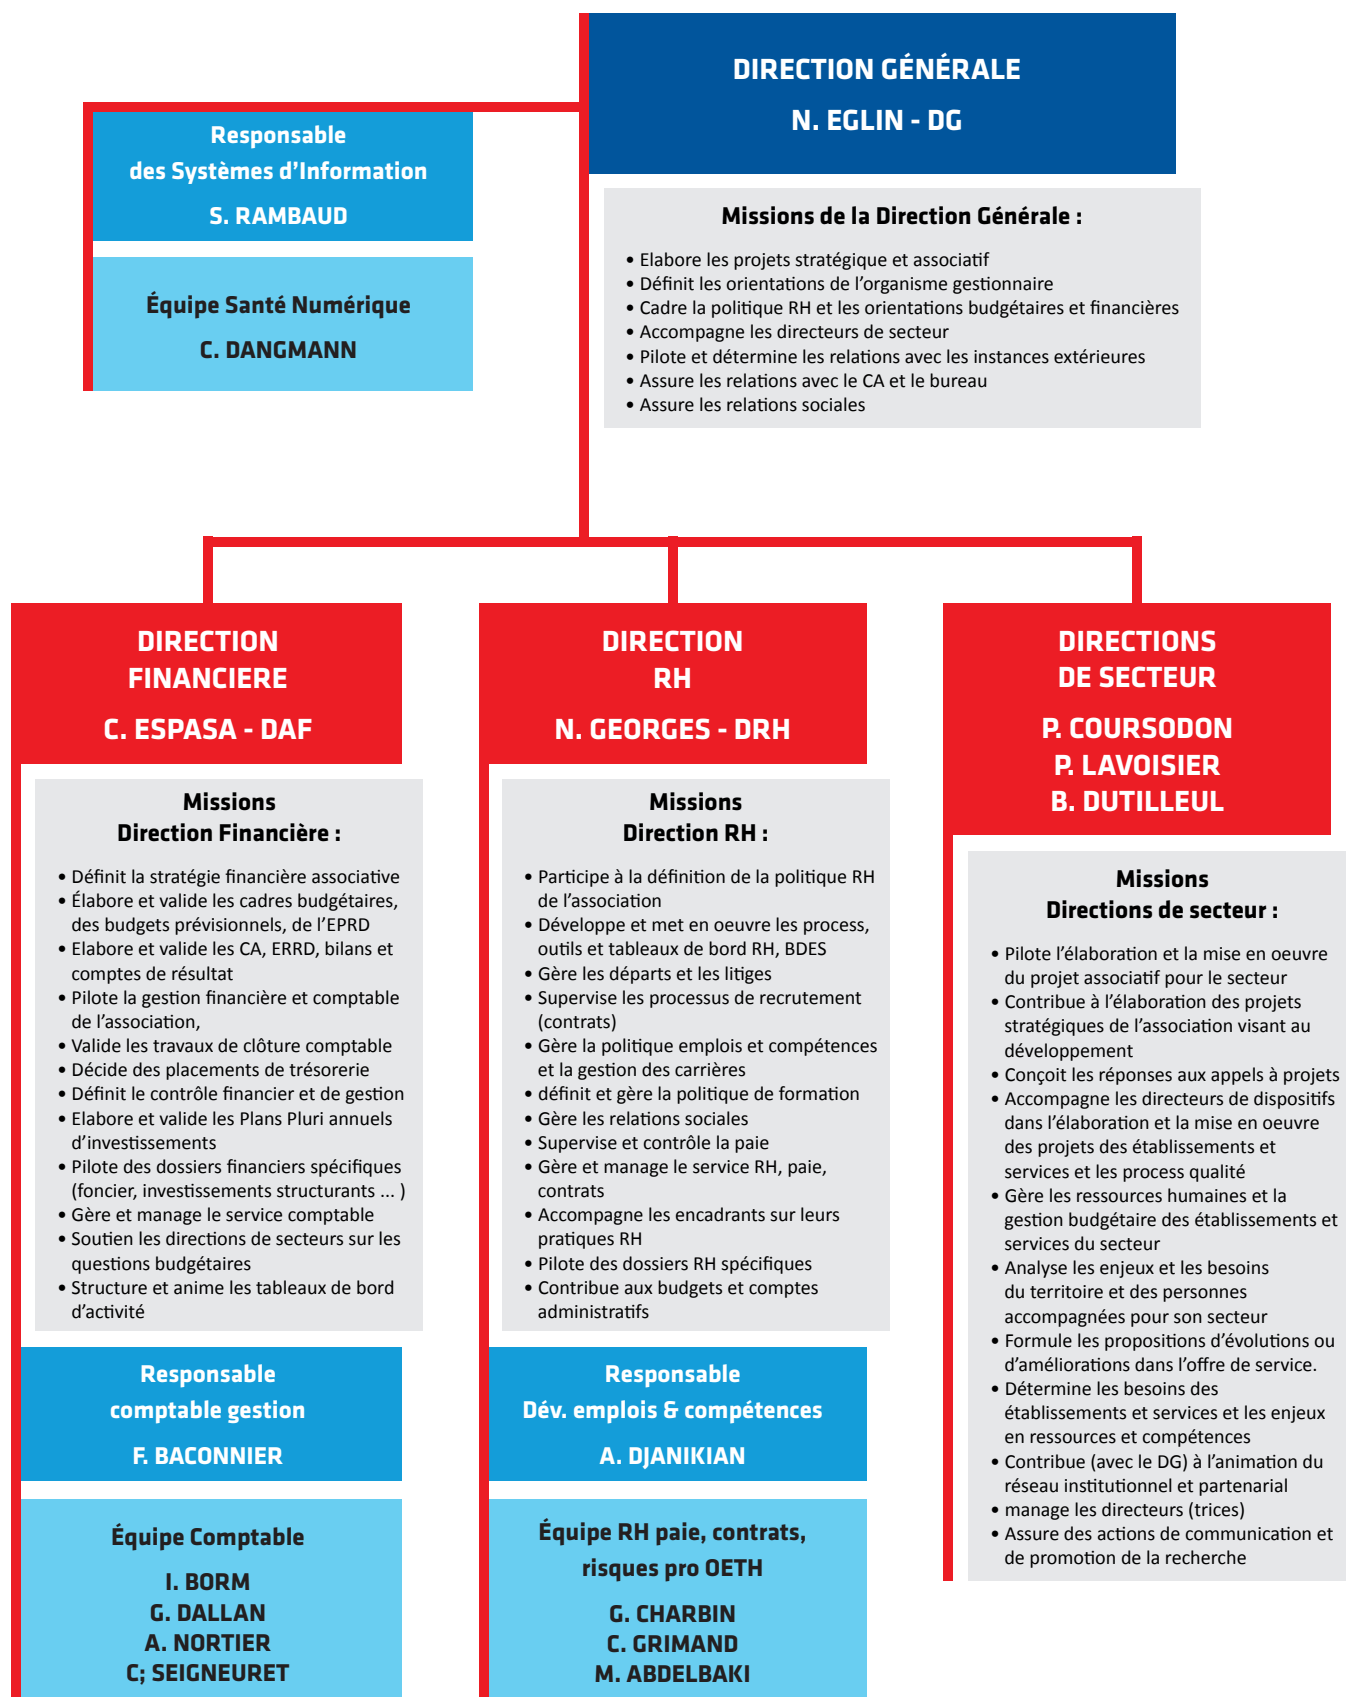 DIRECTION GÉNÉRALE
N. EGLIN - DG
Responsable
des Systèmes d'Information
S. RAMBAUD
Équipe Santé Numérique
C. DANGMANN
Missions de la Direction Générale :
• Elabore les projets stratégique et associatif
• Définit les orientations de l'organisme gestionnaire
• Cadre la politique RH et les orientations budgétaires et financières
• Accompagne les directeurs de secteur
• Pilote et détermine les relations avec les instances extérieures
• Assure les relations avec le CA et le bureau
• Assure les relations sociales
DIRECTION
FINANCIERE
C. ESPASA - DAF
Missions
Direction Financière :
• Définit la stratégie financière associative
• Élabore et valide les cadres budgétaires,
des budgets prévisionnels, de l'EPRD
• Elabore et valide les CA, ERRD, bilans et
comptes de résultat
• Pilote la gestion financière et comptable
de l'association,
• Valide les travaux de clôture comptable
• Décide des placements de trésorerie
• Définit le contrôle financier et de gestion
• Elabore et valide les Plans Pluri annuels
d'investissements
• Pilote des dossiers financiers spécifiques
(foncier, investissements structurants ... )
• Gère et manage le service comptable
• Soutien les directions de secteurs sur les
questions budgétaires
• Structure et anime les tableaux de bord
d'activité
Responsable
comptable gestion
F. BACONNIER
Équipe Comptable
I. BORM
G. DALLAN
A. NORTIER
C; SEIGNEURET
DIRECTION
RH
N. GEORGES - DRH
Missions
Direction RH :
• Participe à la définition de la politique RH
de l'association
• Développe et met en oeuvre les process,
outils et tableaux de bord RH, BDES
• Gère les départs et les litiges
• Supervise les processus de recrutement
(contrats)
• Gère la politique emplois et compétences
et la gestion des carrières
• définit et gère la politique de formation
• Gère les relations sociales
• Supervise et contrôle la paie
• Gère et manage le service RH, paie,
contrats
• Accompagne les encadrants sur leurs
pratiques RH
• Pilote des dossiers RH spécifiques
• Contribue aux budgets et comptes
administratifs
Responsable
Dév. emplois & compétences
A. DJANIKIAN
Équipe RH paie, contrats,
risques pro OETH
G. CHARBIN
C. GRIMAND
M. ABDELBAKI
DIRECTIONS
DE SECTEUR
P. COURSODON
P. LAVOISIER
B. DUTILLEUL
Missions
Directions de secteur :
• Pilote l'élaboration et la mise en oeuvre
du projet associatif pour le secteur
• Contribue à l'élaboration des projets
stratégiques de l'association visant au
développement
• Conçoit les réponses aux appels à projets
• Accompagne les directeurs de dispositifs
dans l'élaboration et la mise en oeuvre
des projets des établissements et
services et les process qualité
• Gère les ressources humaines et la
gestion budgétaire des établissements et
services du secteur
• Analyse les enjeux et les besoins
du territoire et des personnes
accompagnées pour son secteur
• Formule les propositions d'évolutions ou
d'améliorations dans l'offre de service.
• Détermine les besoins des
établissements et services et les enjeux
en ressources et compétences
• Contribue (avec le DG) à l'animation du
réseau institutionnel et partenarial
• manage les directeurs (trices)
• Assure des actions de communication et
de promotion de la recherche